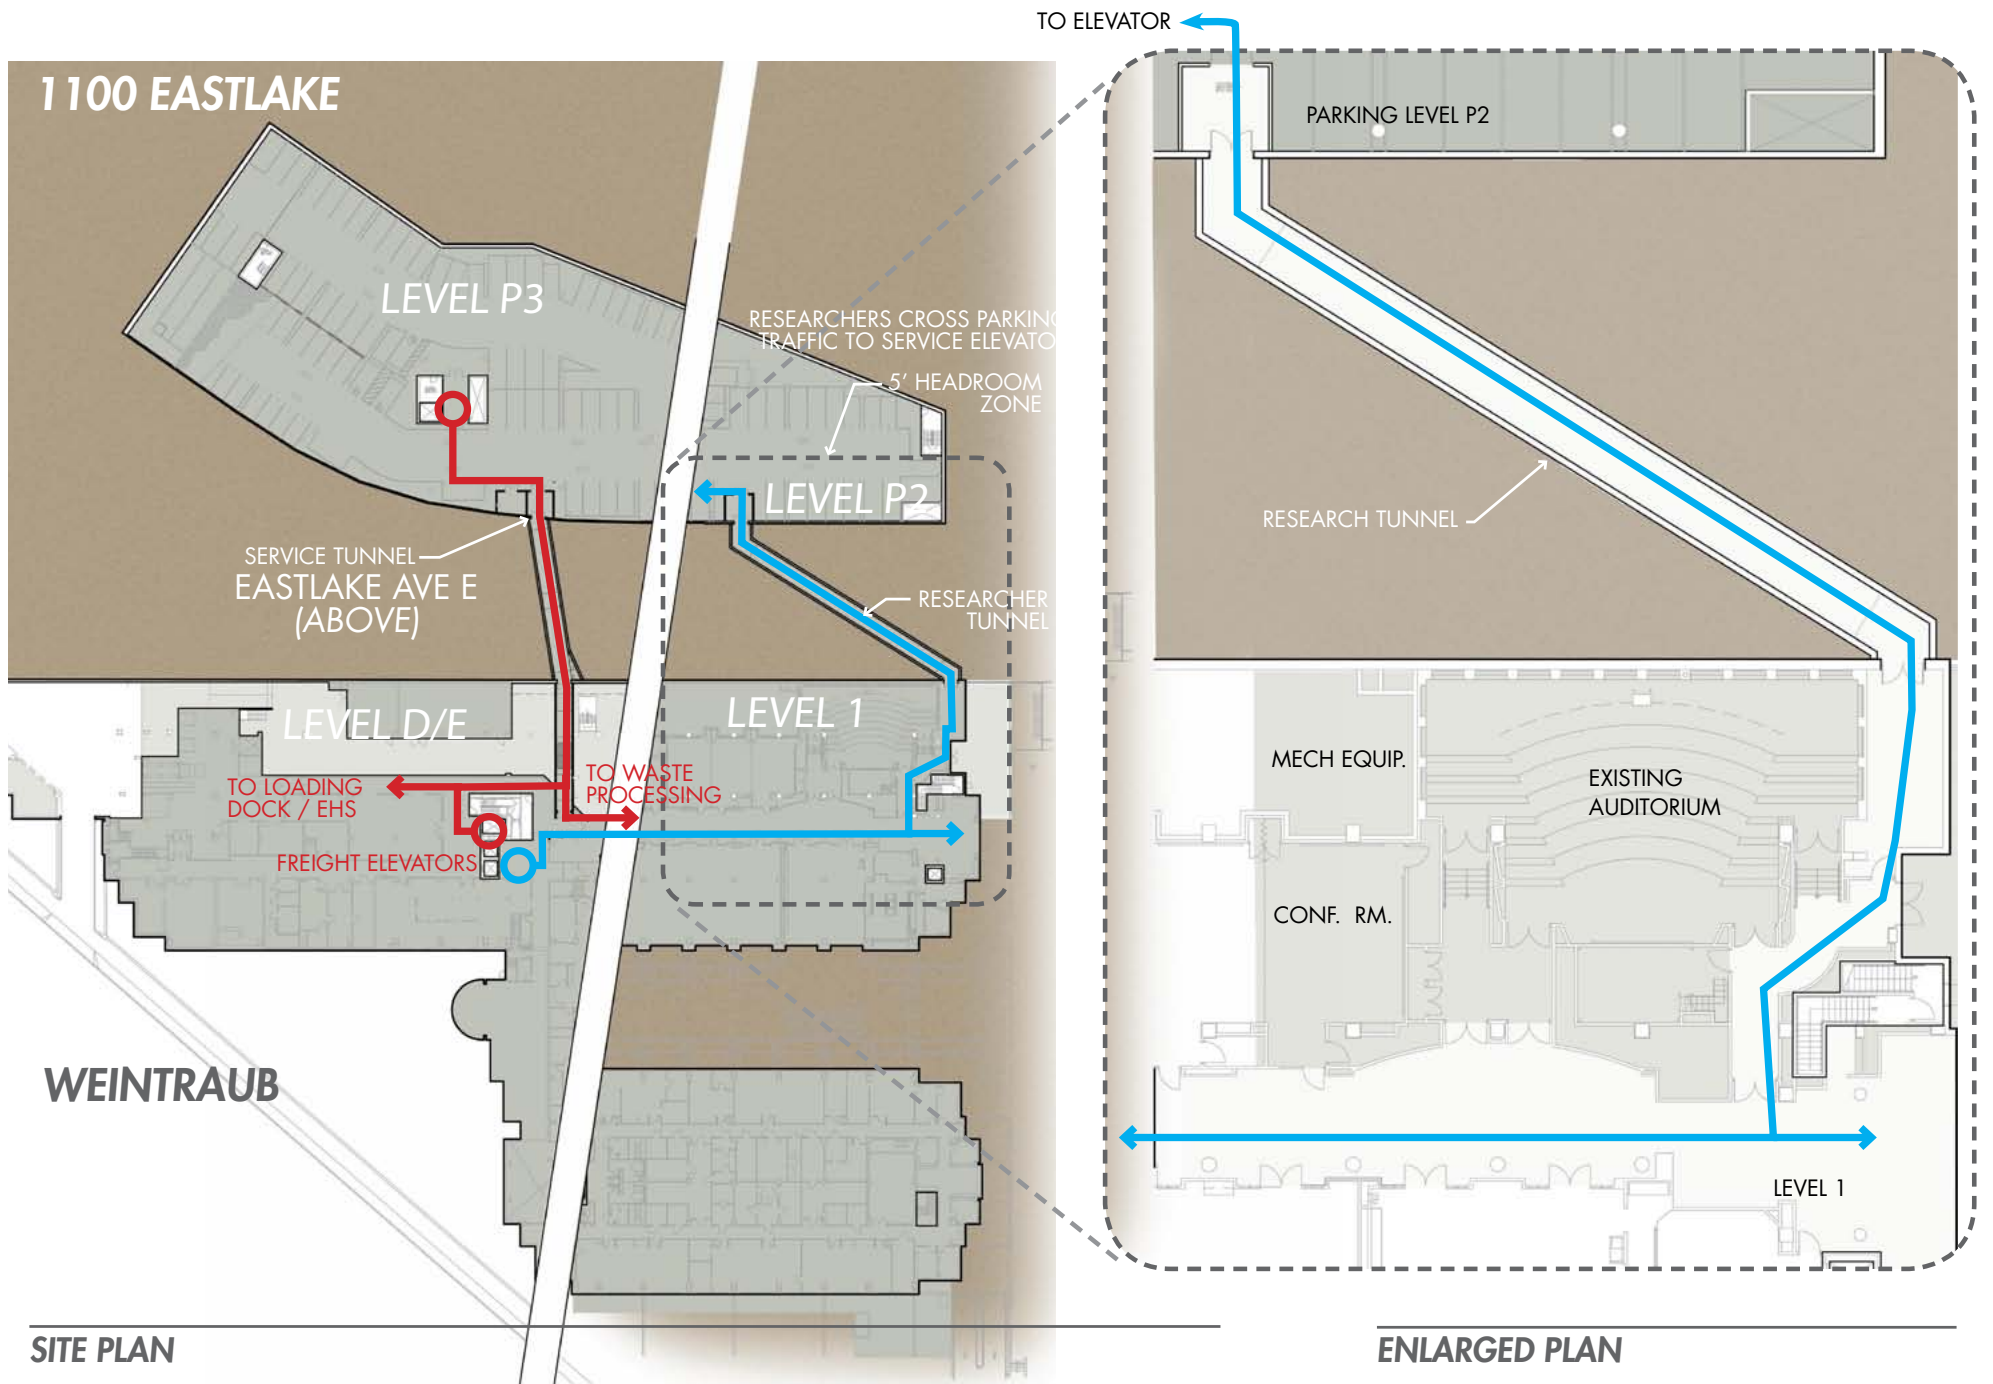 TO ELEVATOR
1100 EASTLAKE
PARKING LEVEL P2
LEVEL P3
RESEARCHERS CROSS PARKING
TRAFFIC TO SERVICE ELEVATO
5' HEADROOM
ZONE
LEVEL P2
RESEARCH TUNNEL
SERVICE TUNNEL
EASTLAKE AVE E
(ABOVE)
RESEARCHER
TUNNEL
LEVEL D/E
LEVEL 1
TO LOADING
DOCK / EHS
TO WASTE
PROCESSING
FREIGHT ELEVATORS
MECH EQUIP.
EXISTING
AUDITORIUM
CONF. RM.
WEINTRAUB
LEVEL 1
SITE PLAN
ENLARGED PLAN